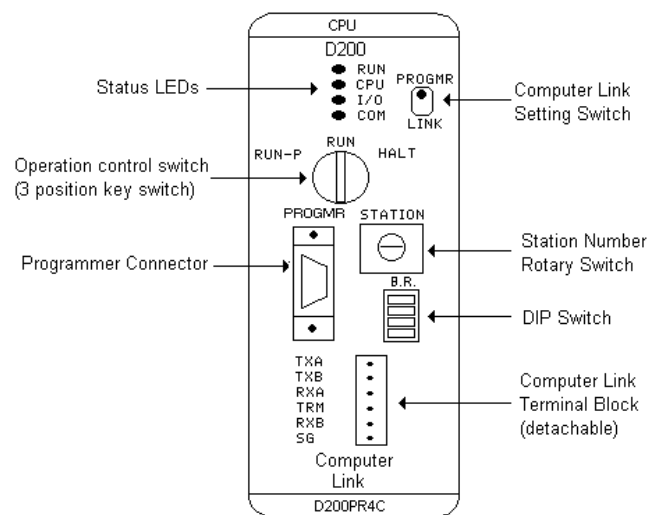 CPU
D200
RUN
CPU
I/O
COM
PROGMR
LINK
Status LEDs
Computer Link
Setting Switch
RUN-P
RUN
HALT
Operation control switch
(3 position key switch)
PROGMR
STATION
Programmer Connector
Station Number
Rotary Switch
B.R.
DIP Switch
TXA
TXB
RXA
TRM
RXB
SG
Computer Link
Terminal Block
(detachable)
Computer
Link
D200PR4C